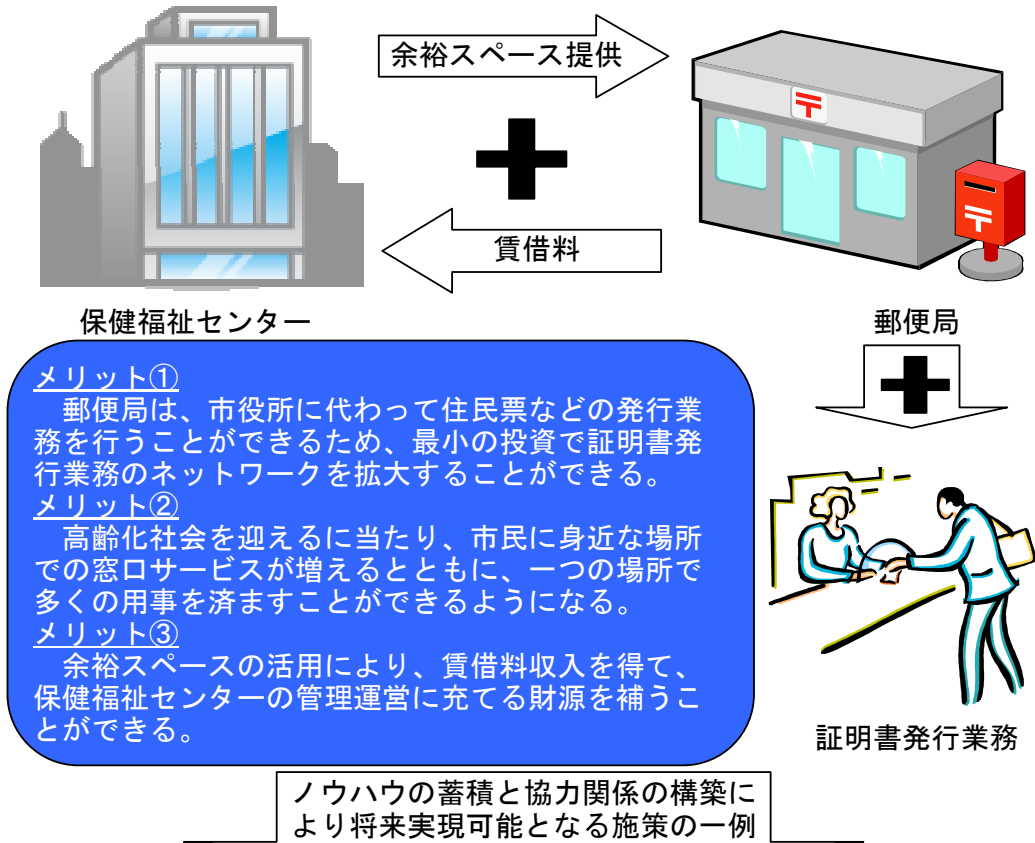 余裕スペース提供
賃借料
保健福祉センター
郵便局
メリット①
　郵便局は、市役所に代わって住民票などの発行業
務を行うことができるため、最小の投資で証明書発
行業務のネットワークを拡大することができる。
メリット②
　高齢化社会を迎えるに当たり、市民に身近な場所
での窓口サービスが増えるとともに、一つの場所で
多くの用事を済ますことができるようになる。
メリット③
　余裕スペースの活用により、賃借料収入を得て、
保健福祉センターの管理運営に充てる財源を補うこ
とができる。
証明書発行業務
ノウハウの蓄積と協力関係の構築に
より将来実現可能となる施策の一例